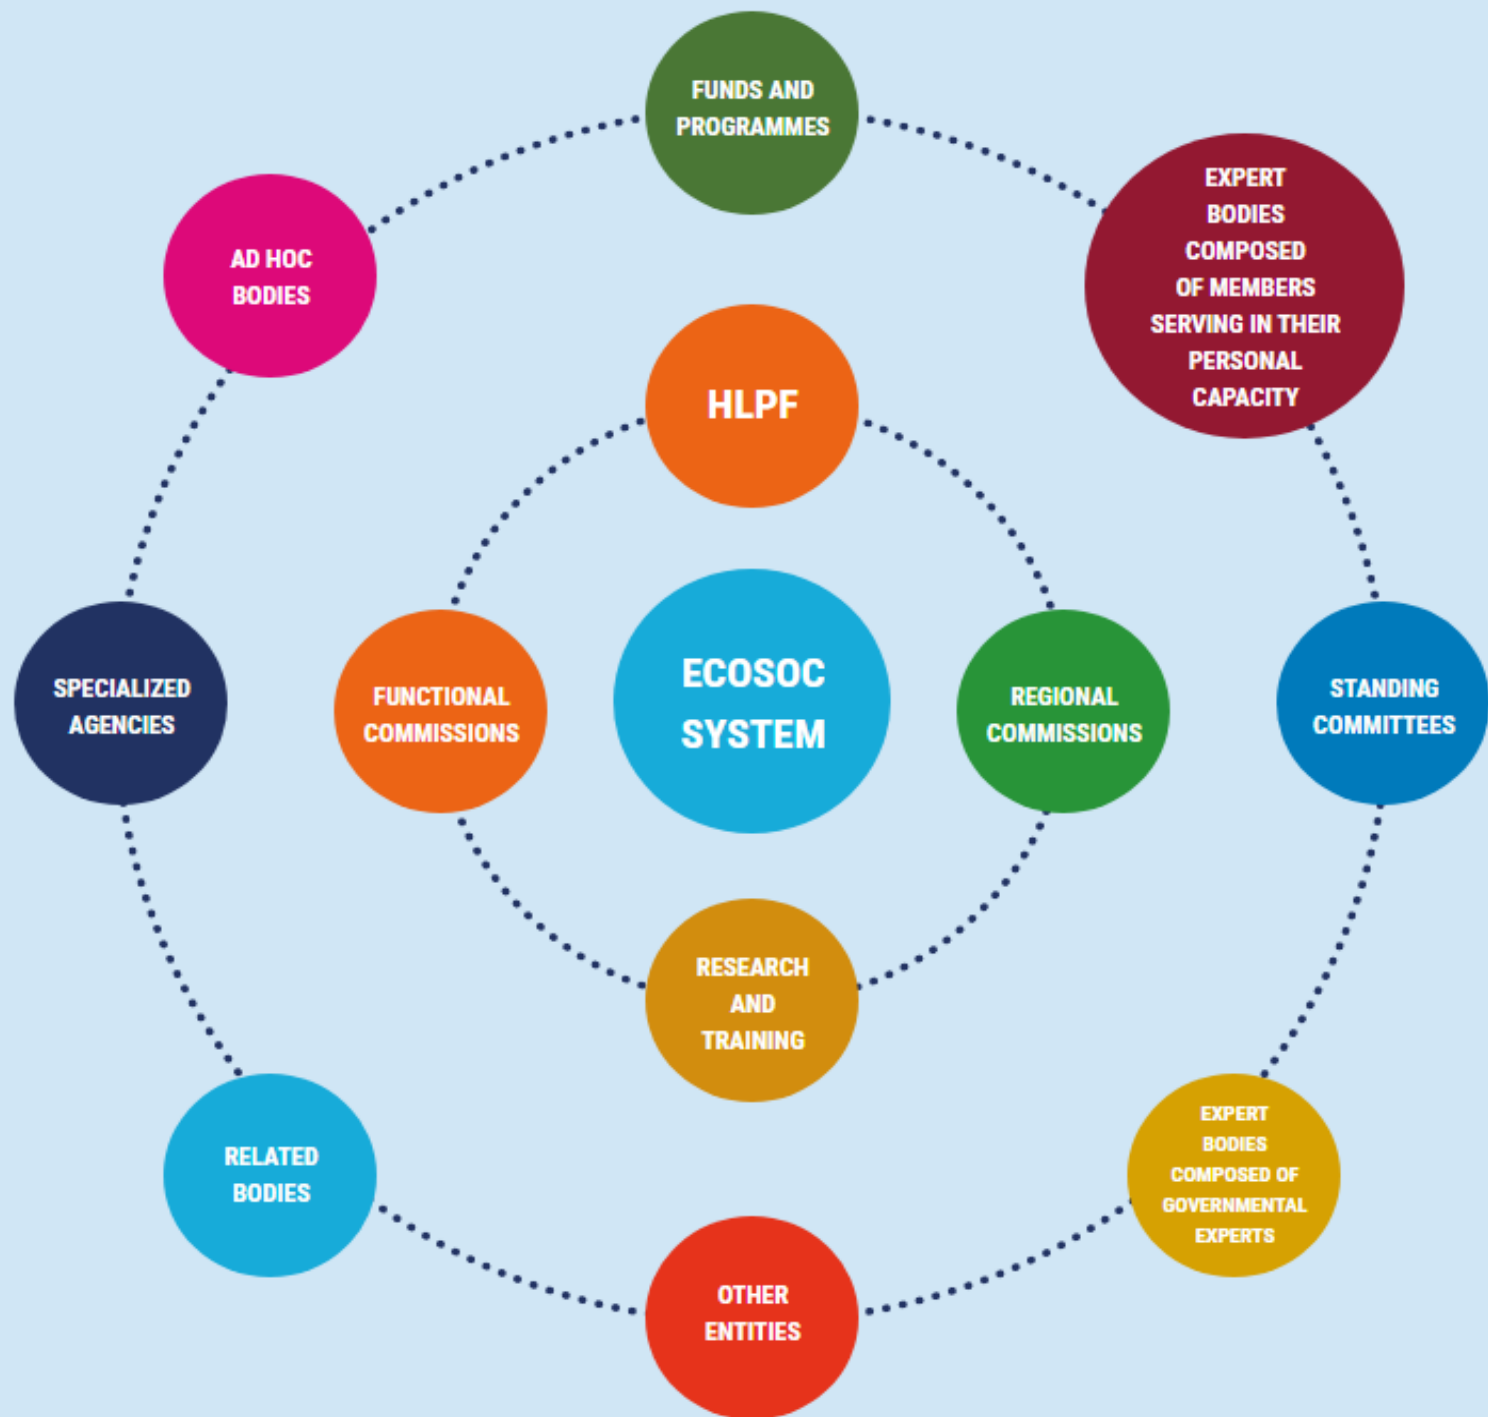 FUNDS AND
PROGRAMMES
EXPERT
BODIES
COMPOSED
OF MEMBERS
SERVING IN THEIR
PERSONAL
CAPACITY
AD HOC
BODIES
HLPF
ECOSOC
SYSTEM
SPECIALIZED
AGENCIES
FUNCTIONAL
COMMISSIONS
REGIONAL
COMMISSIONS
STANDING
COMMITTEES
RESEARCH
AND
TRAINING
RELATED
BODIES
EXPERT
BODIES
COMPOSED OF
GOVERNMENTAL
EXPERTS
OTHER
ENTITIES